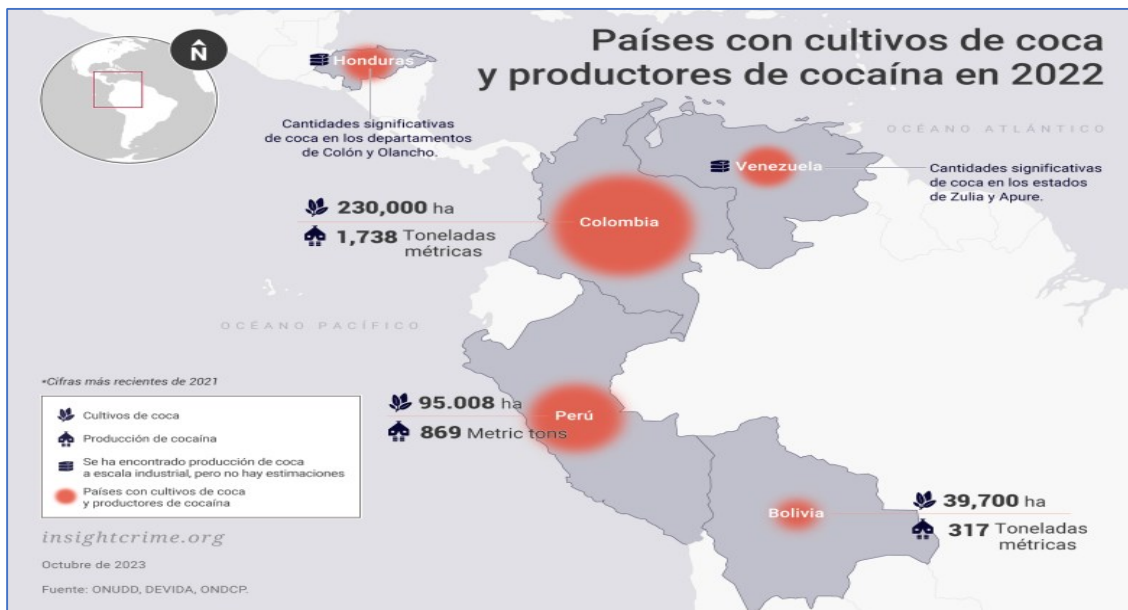 Países con cultivos de coca
y productores de cocaína en 2022
N
Honduras
Cantidades significativas
de coca en los departamentos
de Colón y Olancho.
OCÉANO ATLÁNTICO
Venezuela
Cantidades significativas
de coca en los estados
de Zulia y Apure.
230,000 ha
1,738 Toneladas
métricas
Colombia
OCÉANO PACÍFICO
95.008 ha
869 Metric tons
Perú
Bolivia
39,700 ha
317 Toneladas
métricas
*Cifras más recientes de 2021
Cultivos de coca
Producción de cocaína
Se ha encontrado producción de coca
a escala industrial, pero no hay estimaciones
Países con cultivos de coca
y productores de cocaína
insightcrime.org
Octubre de 2023
Fuente: ONUDD, DEVIDA, ONDCP.